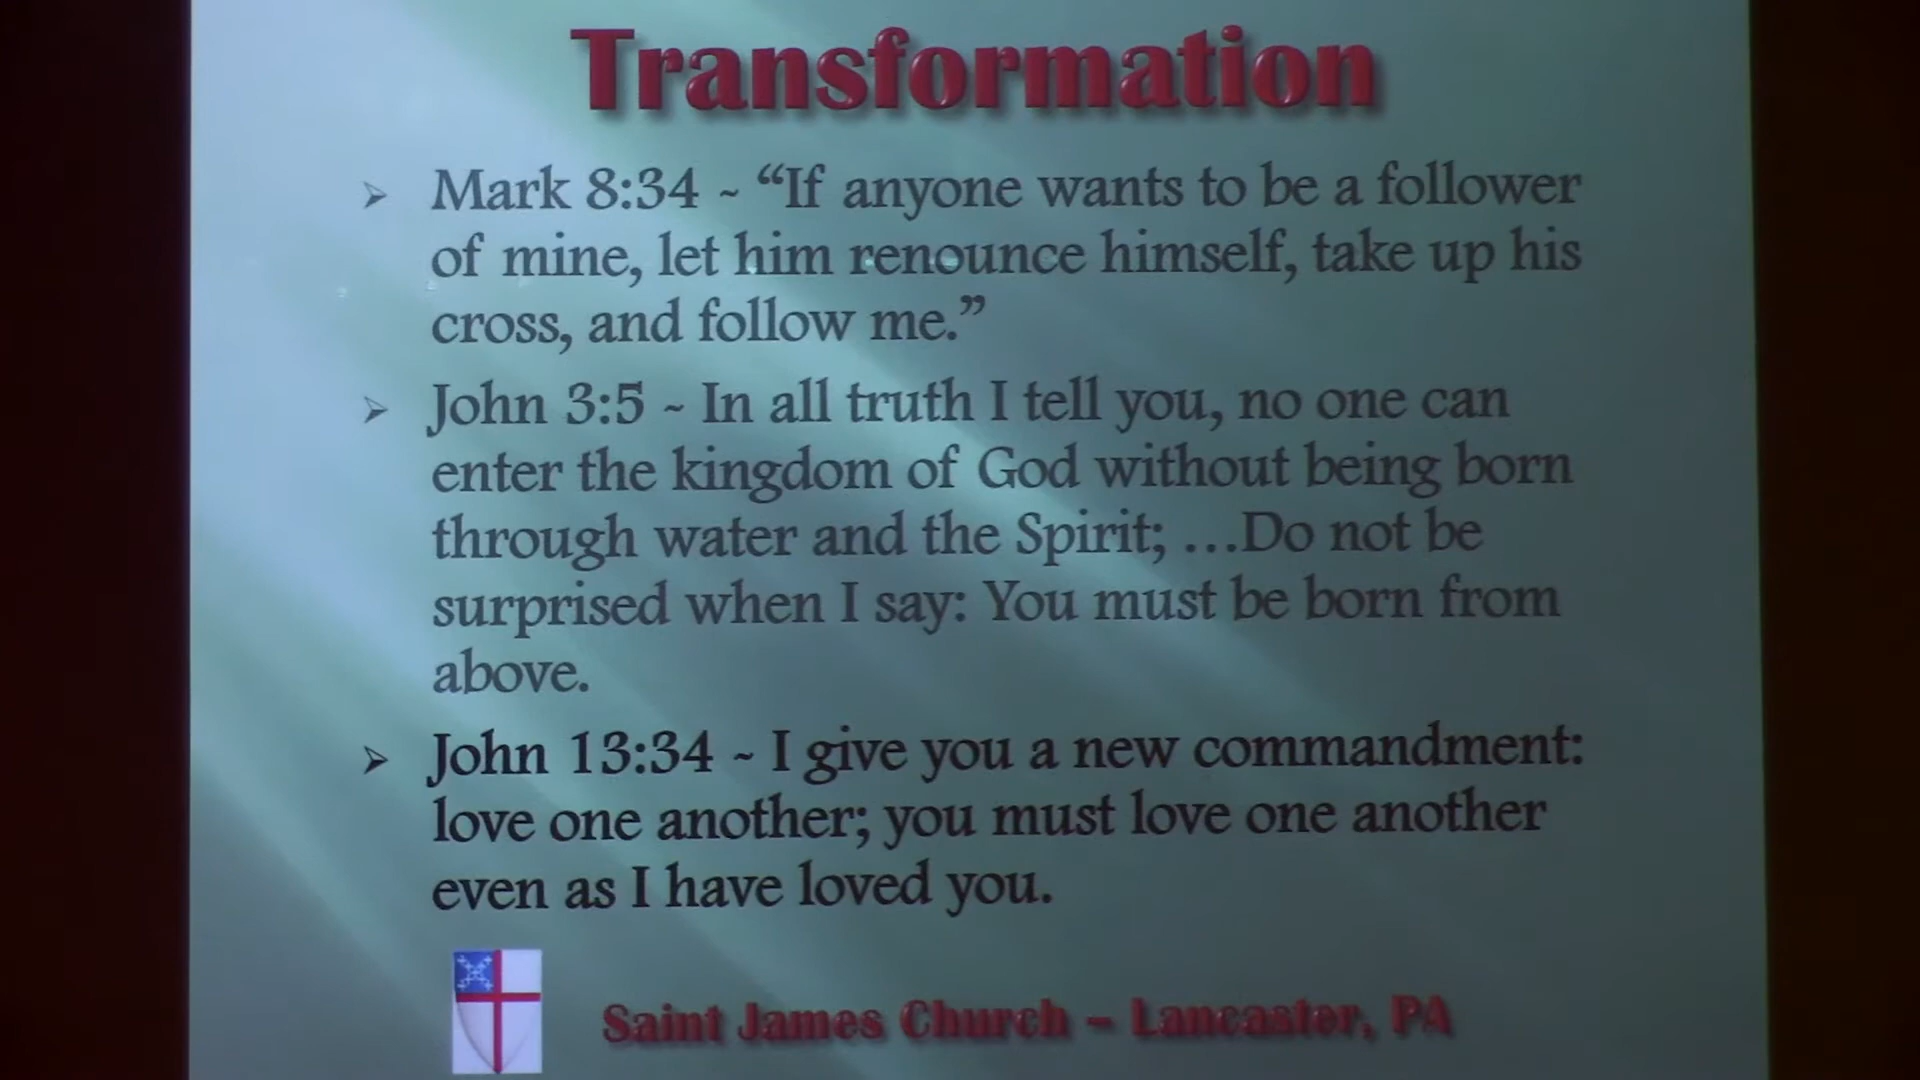 Transformation
Mark 8:34 ~ “If anyone wants to be a follower
of mine, let him renounce himself, take up his
cross, and follow me.”
John 3:5 ~ In all truth I tell you, no one can
enter the kingdom of God without being born
through water and the Spirit; …Do not be
surprised when I say: You must be born from
above.
John 13:34 ~ I give you a new commandment:
love one another; you must love one another
even as I have loved you.
Saint James Church – Lancaster, PA